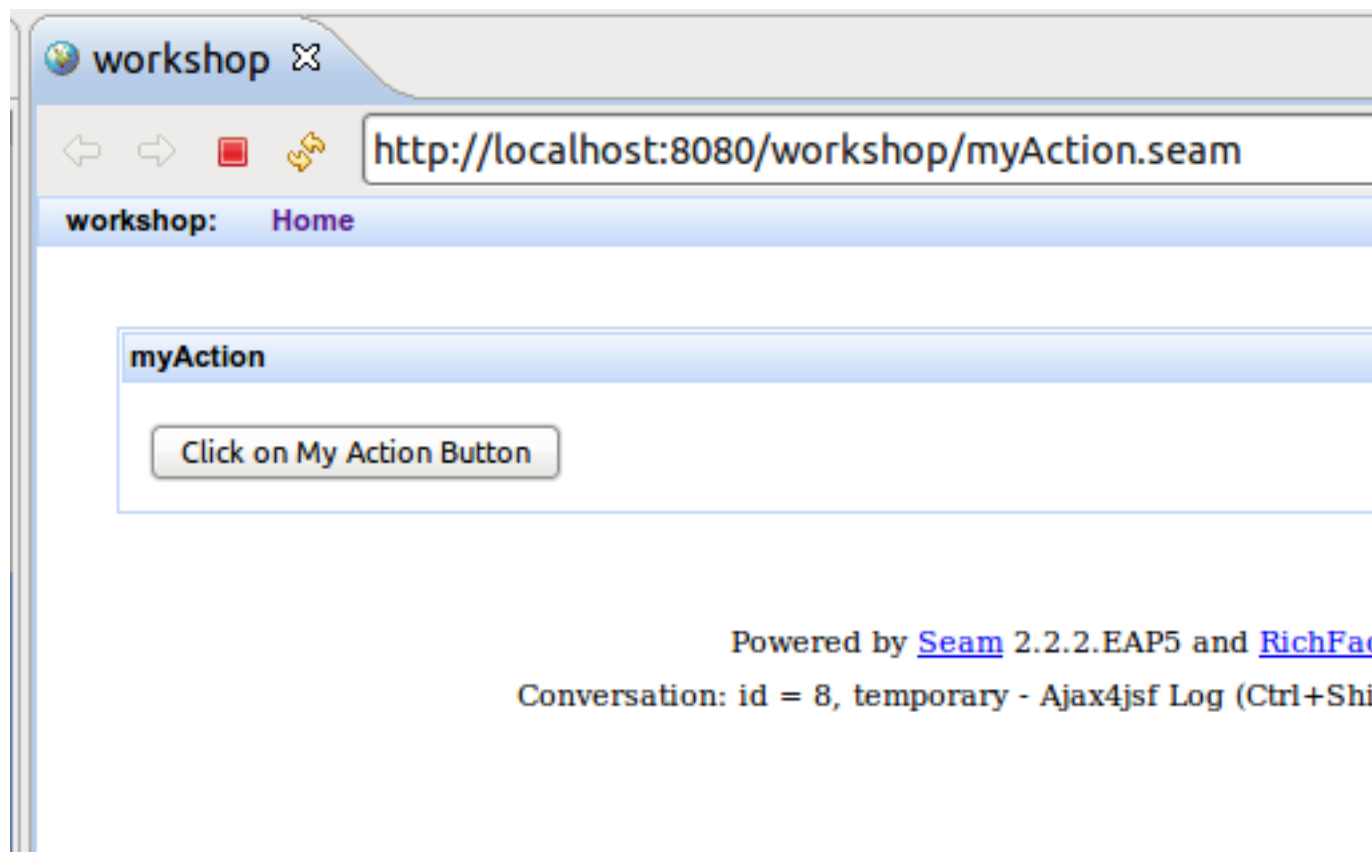 workshop
http://localhost:8080/workshop/myAction.seam
workshop: Home
myAction
Click on My Action Button
Powered by Seam 2.2.2.EAP5 and
Conversation: id = 8, temporary - Ajax4jsf Log